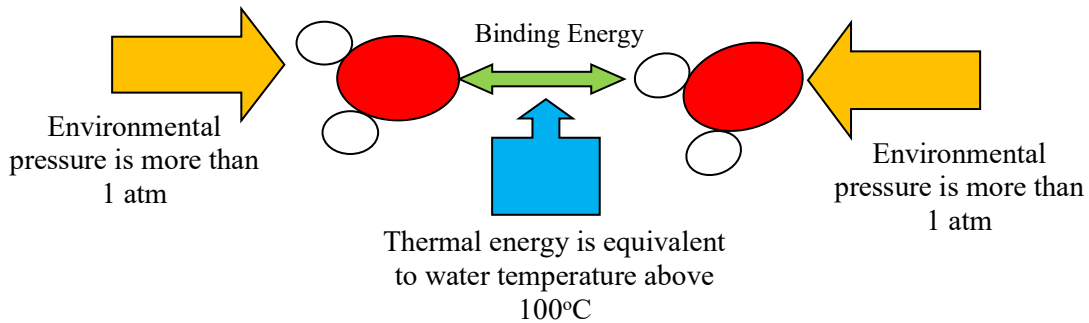 Binding Energy
Environmental
pressure is more than
1 atm
Thermal energy is equivalent
to water temperature above
100°C
Environmental
pressure is more than
1 atm